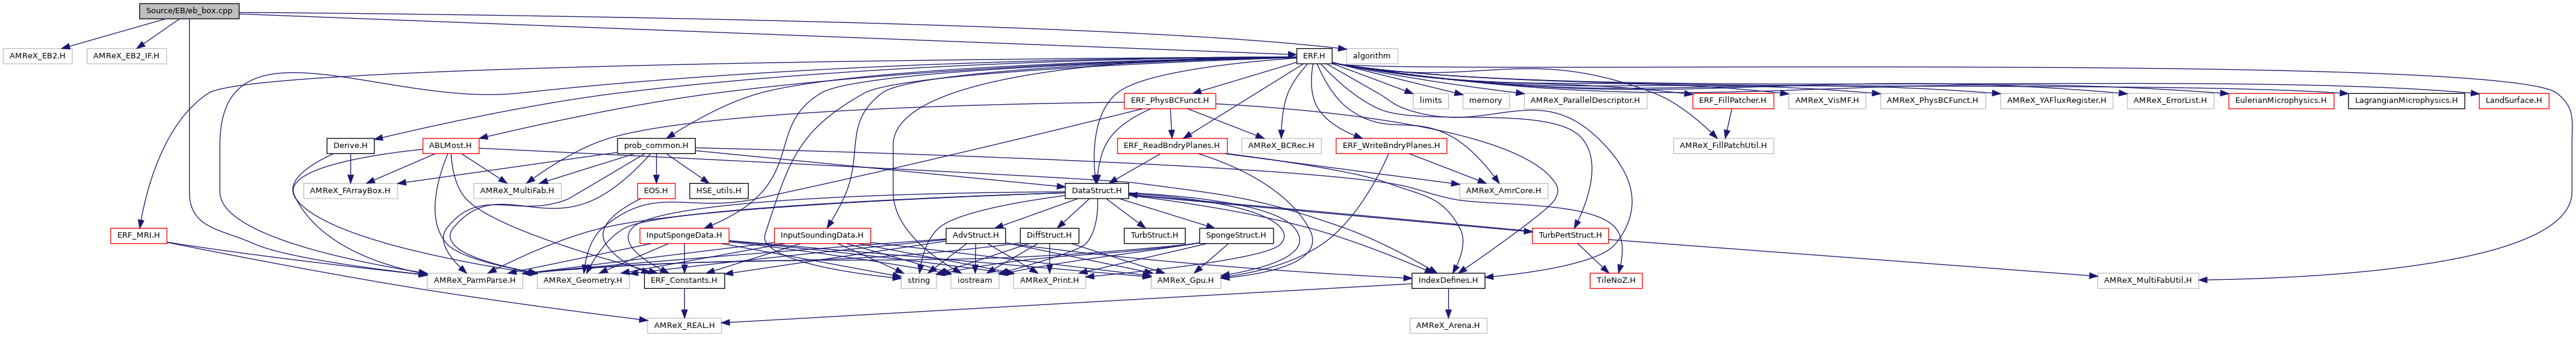 Source/EB/eb_box.cpp
AMReX_EB2.H
AMReX_EB2_IF.H
ERF.H
algorithm
ERF_PhysBCFunct.H
limits
memory
AMReX_ParallelDescriptor.H
ERF_FillPatcher.H
AMReX_VisMF.H
AMReX_PhysBCFunct.H
AMReX_YAFluxRegister.H
AMReX_ErrorList.H
EulerianMicrophysics.H
LagrangianMicrophysics.H
LandSurface.H
Derive.H
ABLMost.H
prob_common.H
ERF_ReadBndryPlanes.H
AMReX_BCRec.H
ERF_WriteBndryPlanes.H
AMReX_FillPatchUtil.H
AMReX_FArrayBox.H
AMReX_MultiFab.H
EOS.H
HSE_utils.H
DataStruct.H
AMReX_AmrCore.H
ERF_MRI.H
InputSpongeData.H
InputSoundingData.H
AdvStruct.H
DiffStruct.H
TurbStruct.H
SpongeStruct.H
TurbPertStruct.H
AMReX_ParmParse.H
AMReX_Geometry.H
ERF_Constants.H
string
iostream
AMReX_Print.H
AMReX_Gpu.H
IndexDefines.H
TileNoZ.H
AMReX_MultiFabUtil.H
AMReX_REAL.H
AMReX_Arena.H